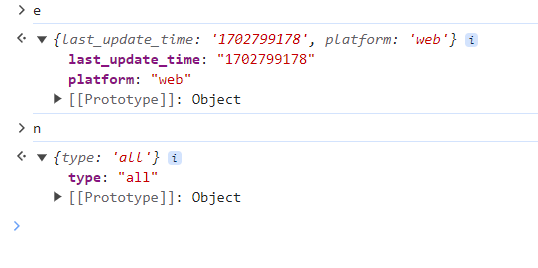 e
{last_update_time: '1702799178', platform: 'web'} i
last_update_time: "1702799178"
platform: "web"
[[Prototype]]: Object
n
{type: 'all'} i
type: "all"
[[Prototype]]: Object